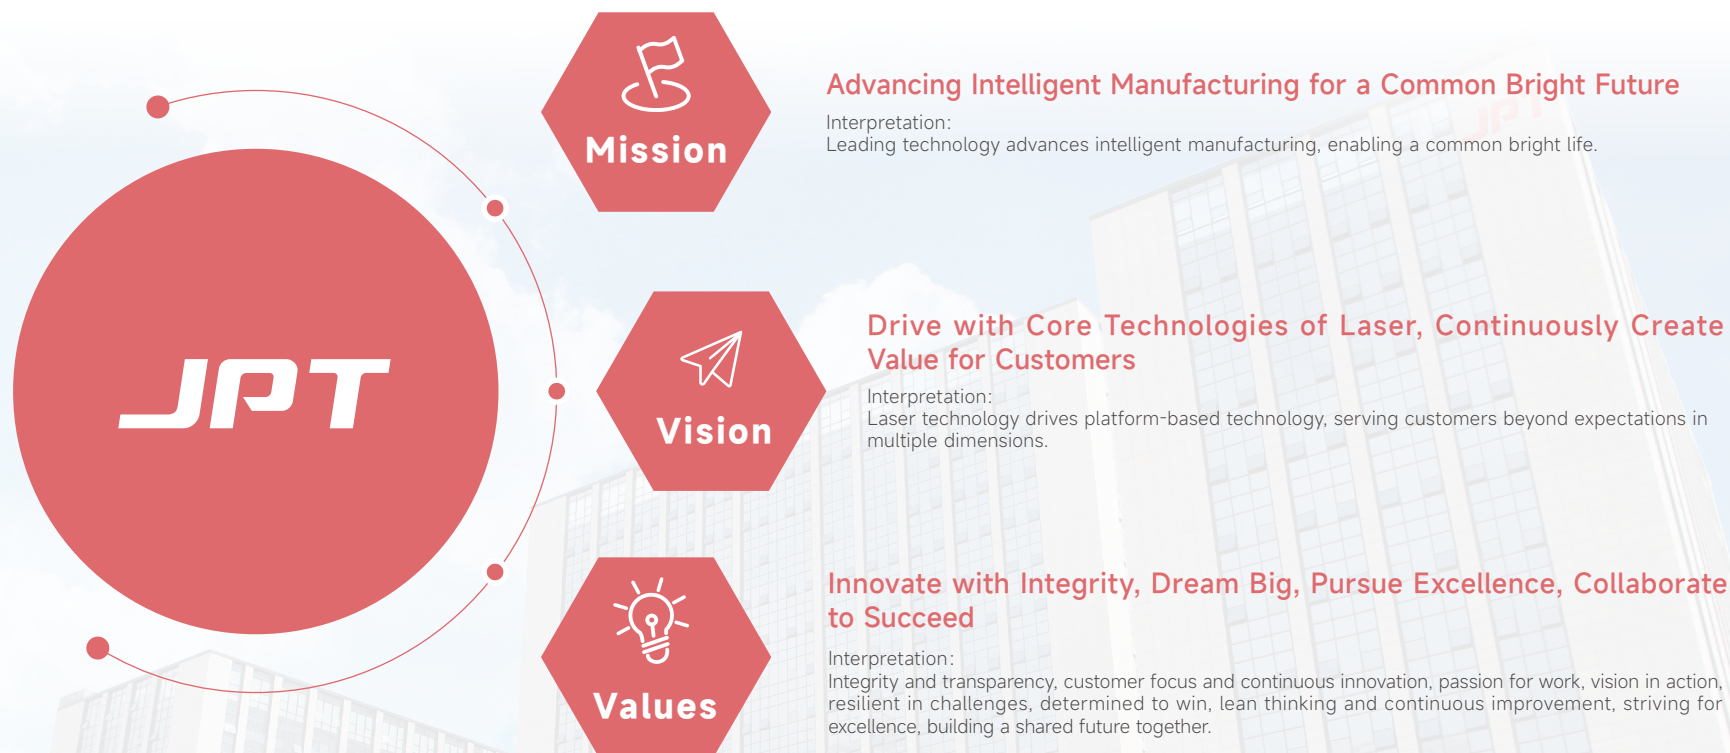 JPT
Mission
Advancing Intelligent Manufacturing for a Common Bright Future
Interpretation:
Leading technology advances intelligent manufacturing, enabling a common bright life.
JPT
Vision
Drive with Core Technologies of Laser, Continuously Create
Value for Customers
Interpretation:
Laser technology drives platform-based technology, serving customers beyond expectations in
multiple dimensions.
Values
Innovate with Integrity, Dream Big, Pursue Excellence, Collaborate
to Succeed
Interpretation:
Integrity and transparency, customer focus and continuous innovation, passion for work, vision in action,
resilient in challenges, determined to win, lean thinking and continuous improvement, striving for
excellence, building a shared future together.